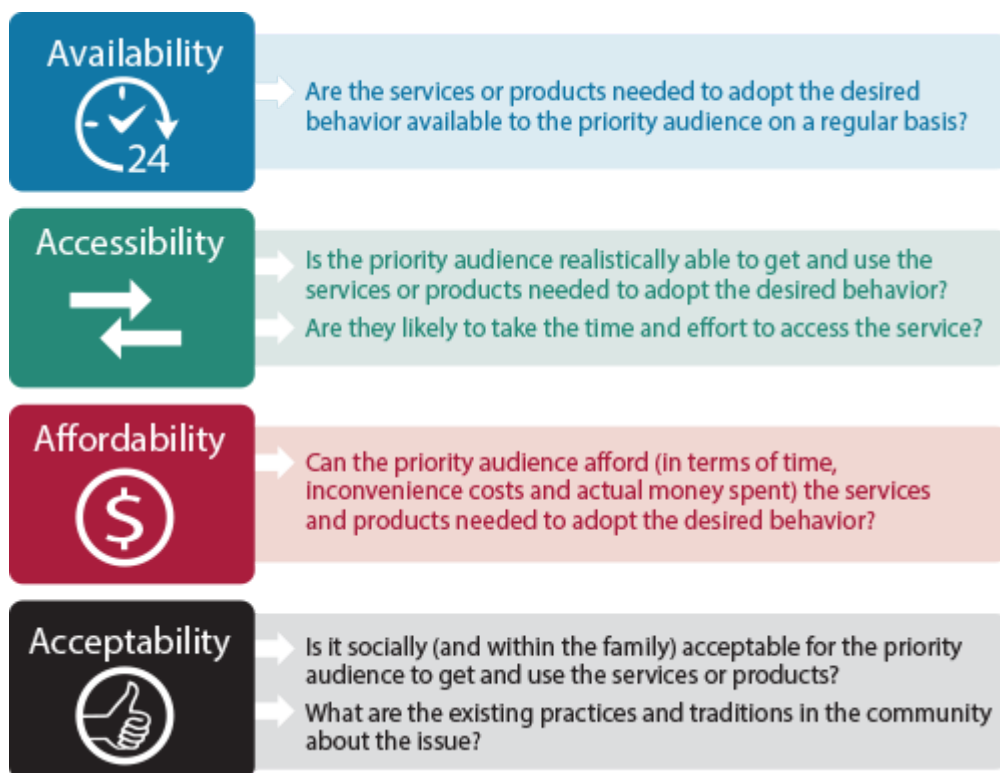 Availability
24
Are the services or products needed to adopt the desired
behavior available to the priority audience on a regular basis?
Accessibility
Is the priority audience realistically able to get and use the
services or products needed to adopt the desired behavior?
Are they likely to take the time and effort to access the service?
Affordability
$
Can the priority audience afford (in terms of time,
inconvenience costs and actual money spent) the services
and products needed to adopt the desired behavior?
Acceptability
Is it socially (and within the family) acceptable for the priority
audience to get and use the services or products?
What are the existing practices and traditions in the community
about the issue?